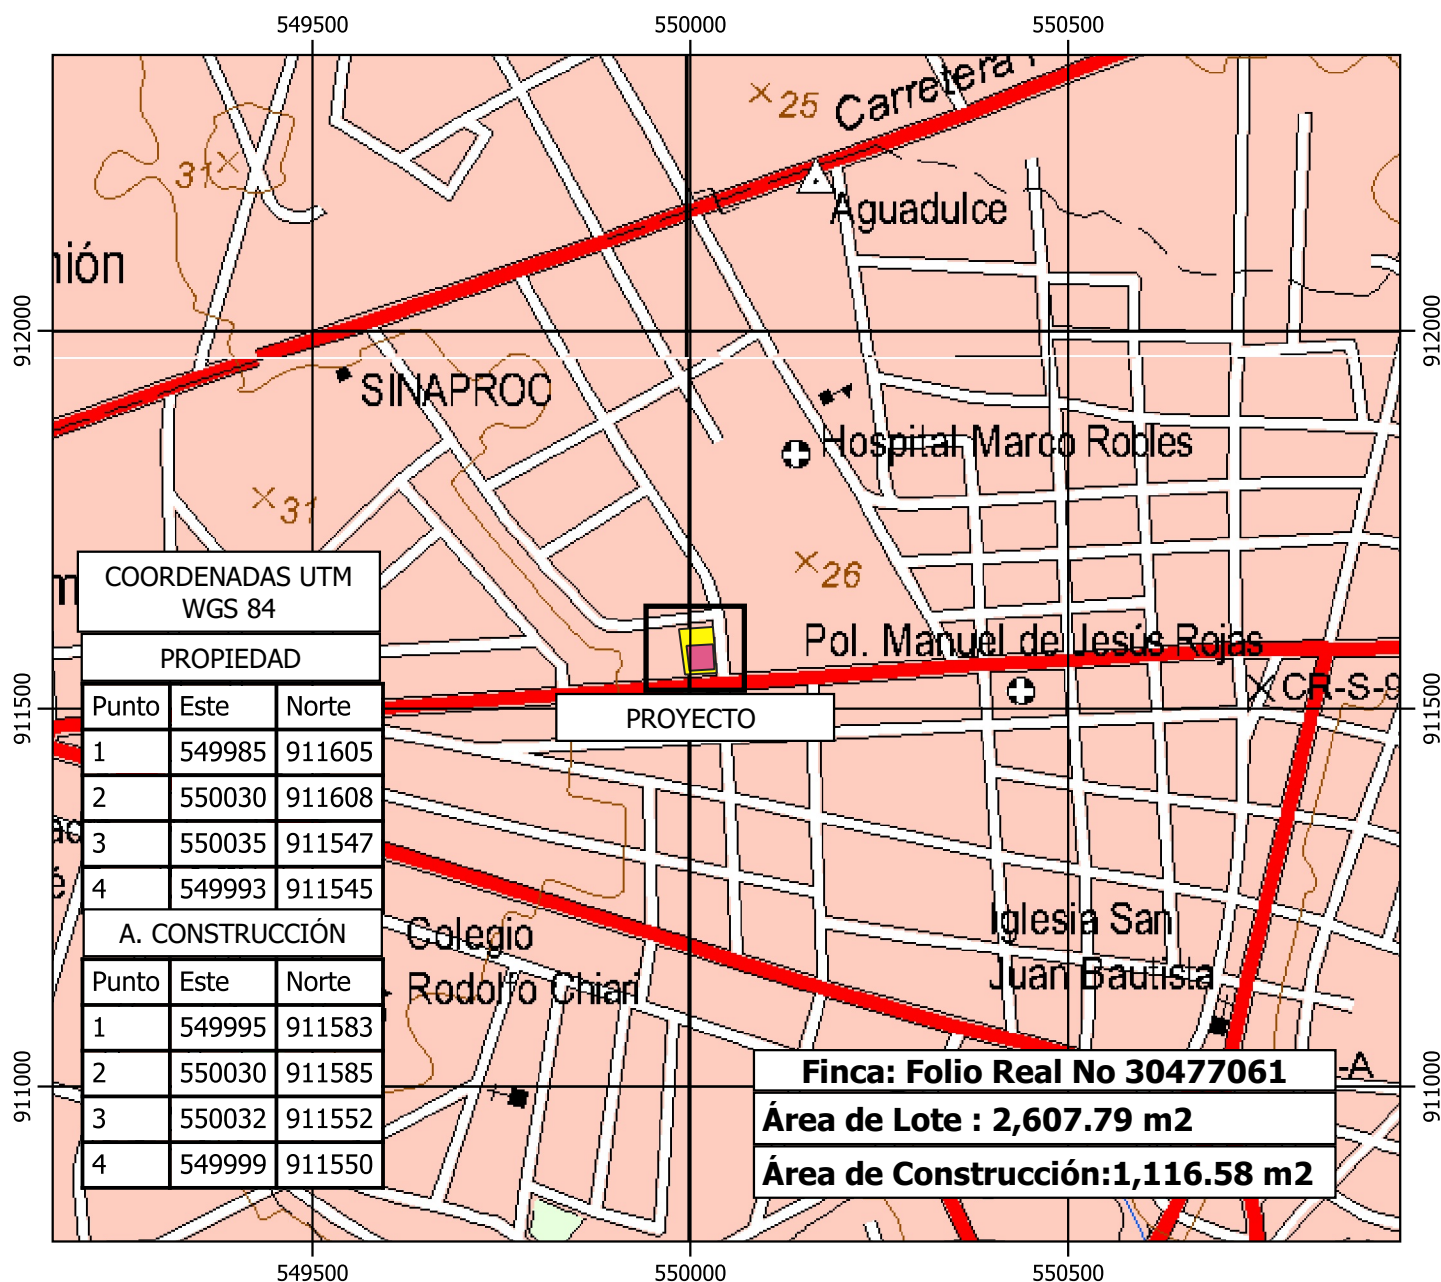 549500 550000 550500
Carretera
25
31
Aguadulce
nión
912000 912000
SINAPROC
Hospital Marco Robles
31
26
COORDENADAS UTM
WGS 84
PROPIEDAD
Punto Este Norte
1 549985 911605
2 550030 911608
3 550035 911547
4 549993 911545
A. CONSTRUCCIÓN
Punto Este Norte
1 549995 911583
2 550030 911585
3 550032 911552
4 549999 911550
Pol. Manuel de Jesús Rojas
CR-S-9
911500 911500
PROYECTO
Colegio
Rodolfo Chiari
Iglesia San
Juan Bautista
-A
911000 911000
Finca: Folio Real No 30477061
Área de Lote : 2,607.79 m2
Área de Construcción:1,116.58 m2
549500 550000 550500